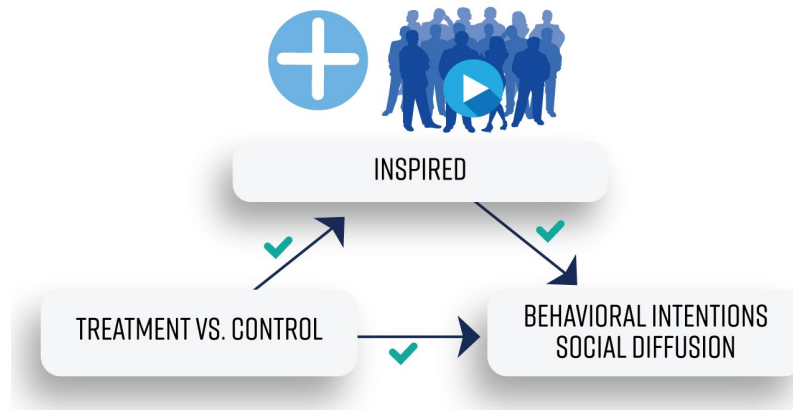 INSPIRED
TREATMENT VS. CONTROL
BEHAVIORAL INTENTIONS
SOCIAL DIFFUSION